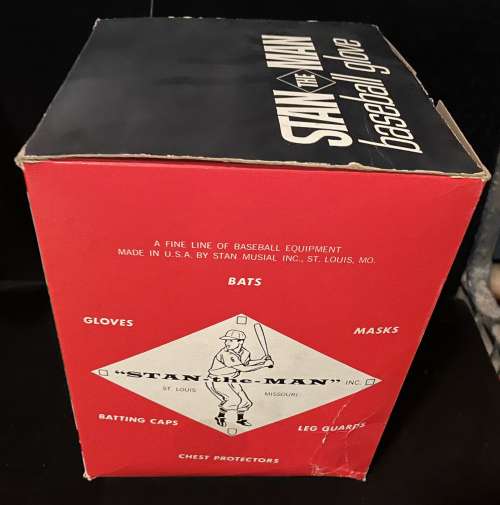 STAN THE MAN
baseball glove
A FINE LINE OF BASEBALL EQUIPMENT
MADE IN U.S.A. BY STAN MUSIAL INC., ST. LOUIS, MO.
BATS
GLOVES
MASKS
"STAN-the-MAN" INC.
ST. LOUIS MISSOURI
BATTING CAPS
LEG GUARDS
CHEST PROTECTORS